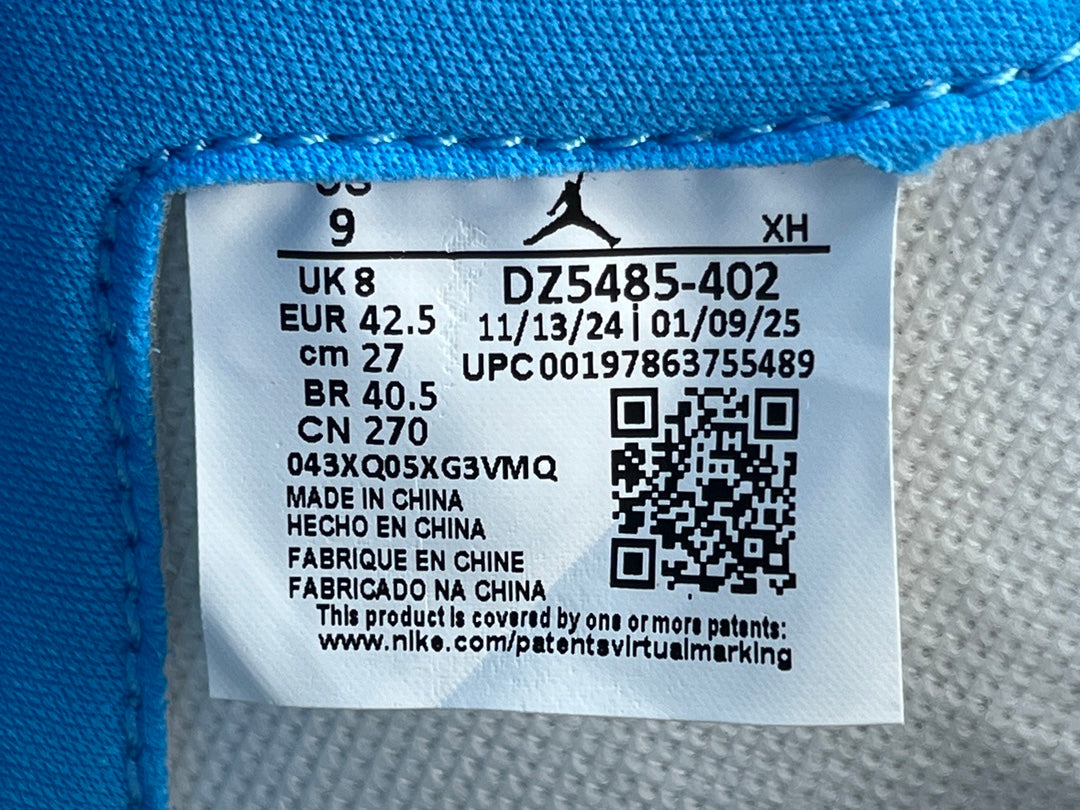 US
9
XH
UK 8
DZ5485-402
EUR 42.5
11/13/24 | 01/09/25
cm 27
UPC 00197863755489
BR 40.5
CN 270
043XQ05XG3VMQ
MADE IN CHINA
HECHO EN CHINA
FABRIQUE EN CHINE
FABRICADO NA CHINA
This product is covered by one or more patents:
www.nike.com/patentsvirtualmarking